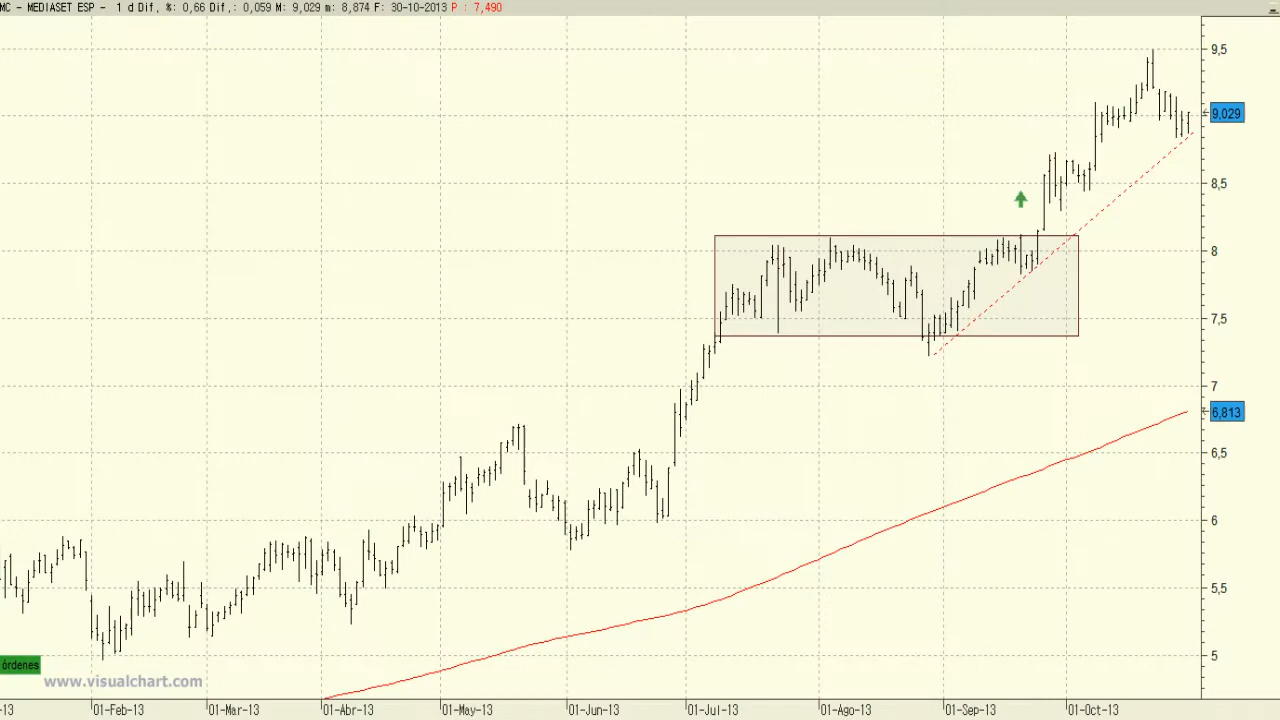 MC - MEDIASET ESP - 1 d Dif, %: 0,66 Dif,: 0,059 M: 9,029 m: 8,874 F: 30-10-2013 P : 7,490
9,5
9,029
8,5
8
7,5
7
6,813
6,5
6
5,5
5
órdenes
www.visualchart.com
-13 01-Feb-13 01-Mar-13 01-Abr-13 01-May-13 01-Jun-13 01-Jul-13 01-Ago-13 01-Sep-13 01-Oct-13